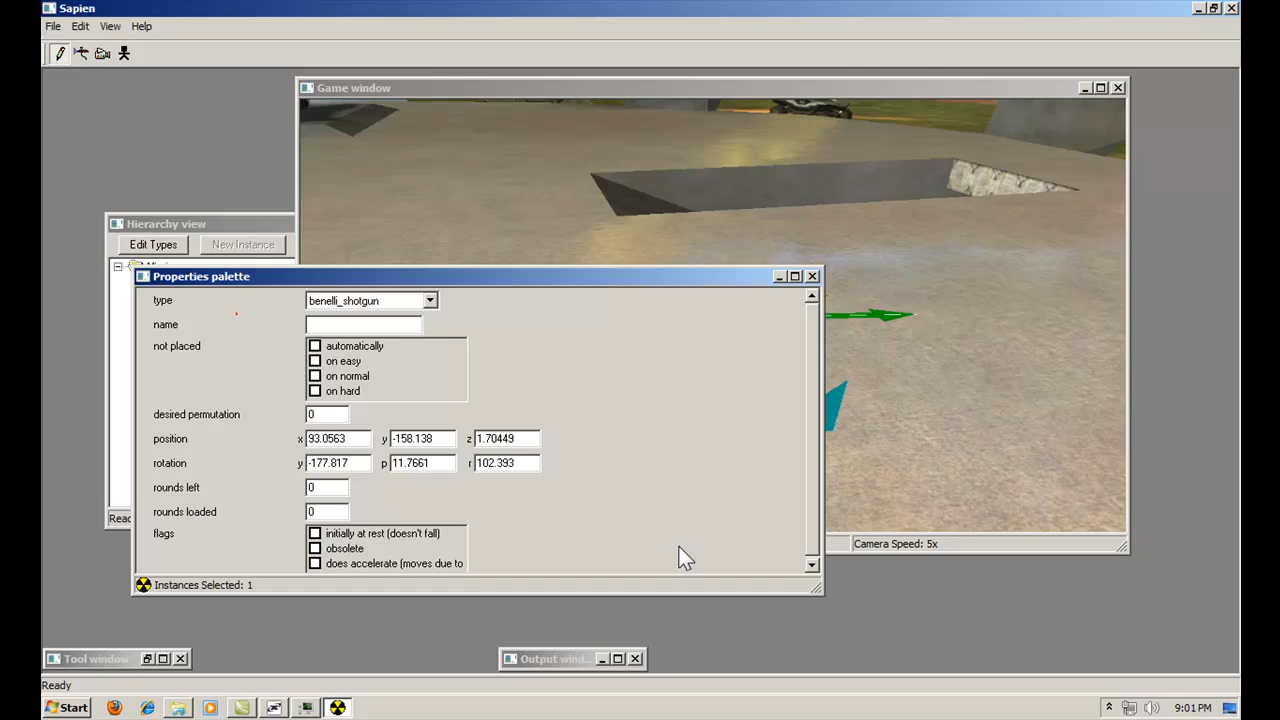 Sapien
File Edit View Help
Game window
Hierarchy view
Edit Types New Instance
Properties palette
type benelli_shotgun
name
not placed automatically
on easy
on normal
on hard
desired permutation 0
position x 93.0563 y -158.138 z 1.70449
rotation y -177.817 p 11.7661 r 102.393
rounds left 0
rounds loaded 0
flags initially at rest (doesn't fall)
obsolete
does accelerate (moves due to
Camera Speed: 5x
Instances Selected: 1
Tool window
Output wind...
Ready
Start 9:01 PM